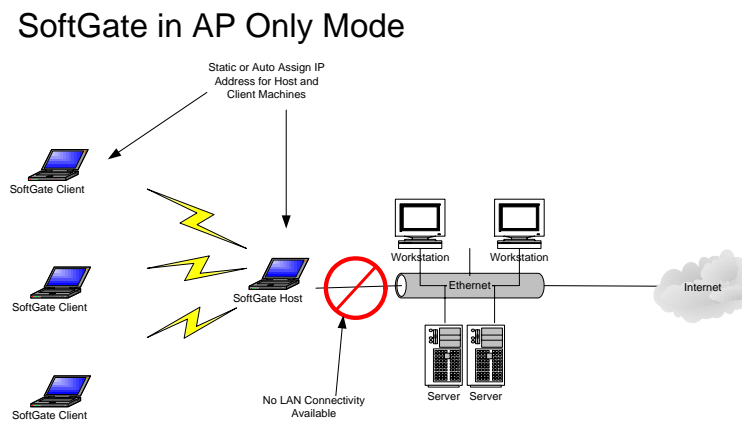 SoftGate in AP Only Mode
Static or Auto Assign IP
Address for Host and
Client Machines
SoftGate Client
Workstation
Workstation
SoftGate Client
SoftGate Host
Ethernet
Internet
No LAN Connectivity
Available
Server
Server
SoftGate Client